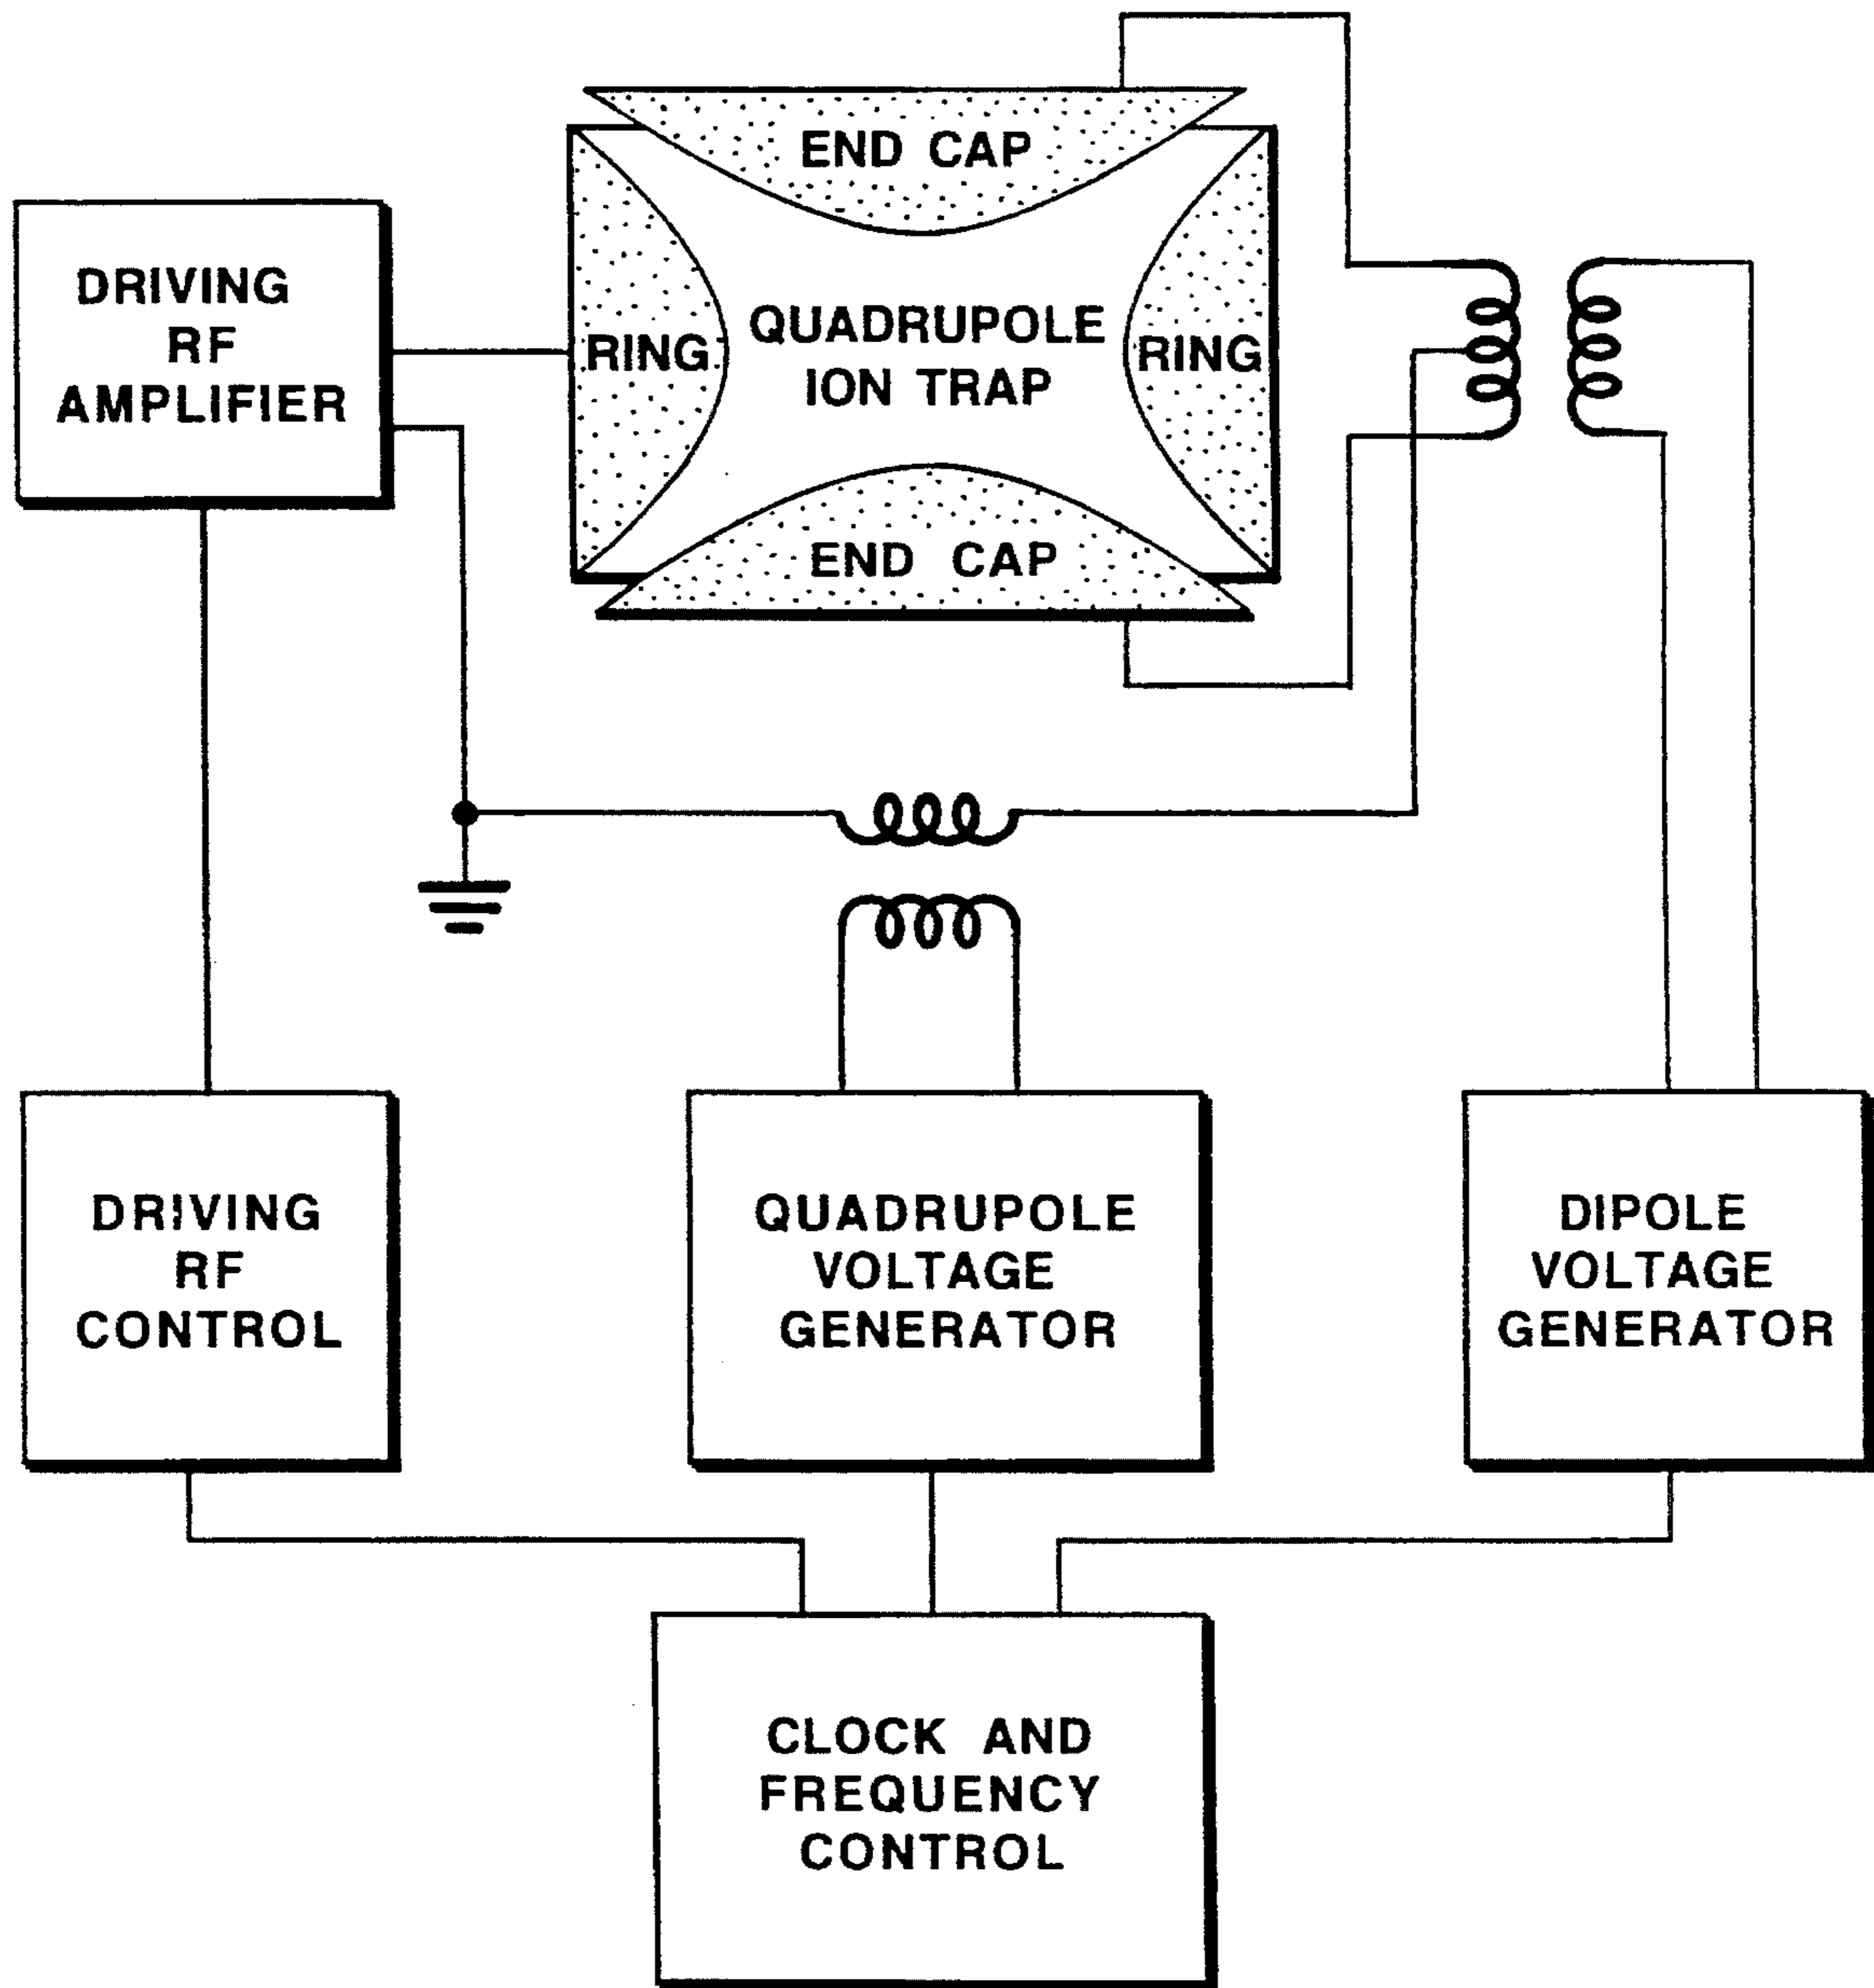 END CAP
DRIVING
RF
AMPLIFIER
RING
QUADRUPOLE
ION TRAP
RING
END CAP
DRIVING
RF
CONTROL
QUADRUPOLE
VOLTAGE
GENERATOR
DIPOLE
VOLTAGE
GENERATOR
CLOCK AND
FREQUENCY
CONTROL